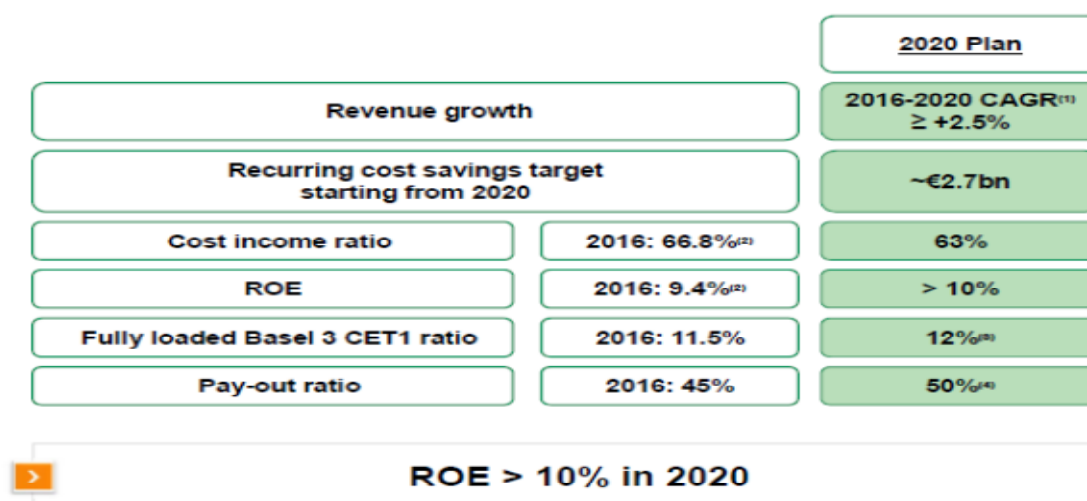 2020 Plan
Revenue growth
2016-2020 CAGR(1)
≥ +2.5%
Recurring cost savings target
starting from 2020
~€2.7bn
Cost income ratio
2016: 66.8%(2)
63%
ROE
2016: 9.4%(2)
> 10%
Fully loaded Basel 3 CET1 ratio
2016: 11.5%
12%(3)
Pay-out ratio
2016: 45%
50%(4)
ROE > 10% in 2020